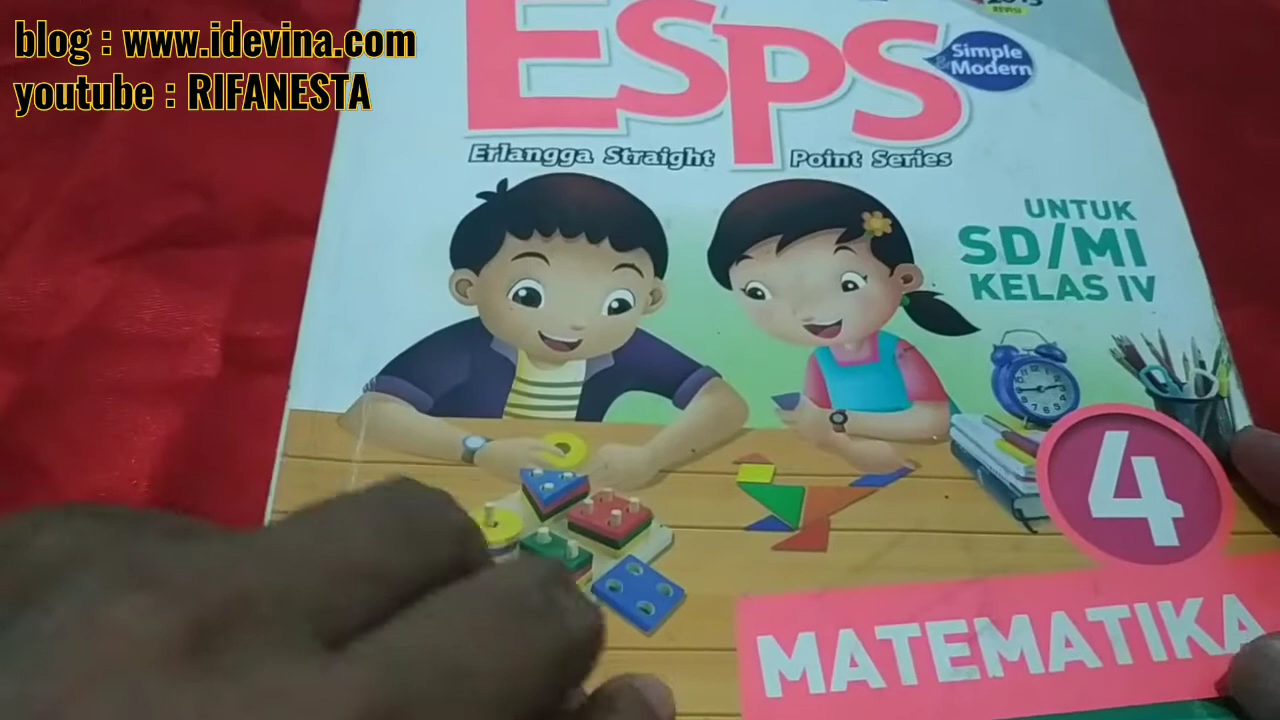 blog : www.idevina.com
youtube : RIFANESTA
REVISI
ESPS
Simple
& Modern
Erlangga Straight Point Series
UNTUK
SD/MI
KELAS IV
4
MATEMATIKA